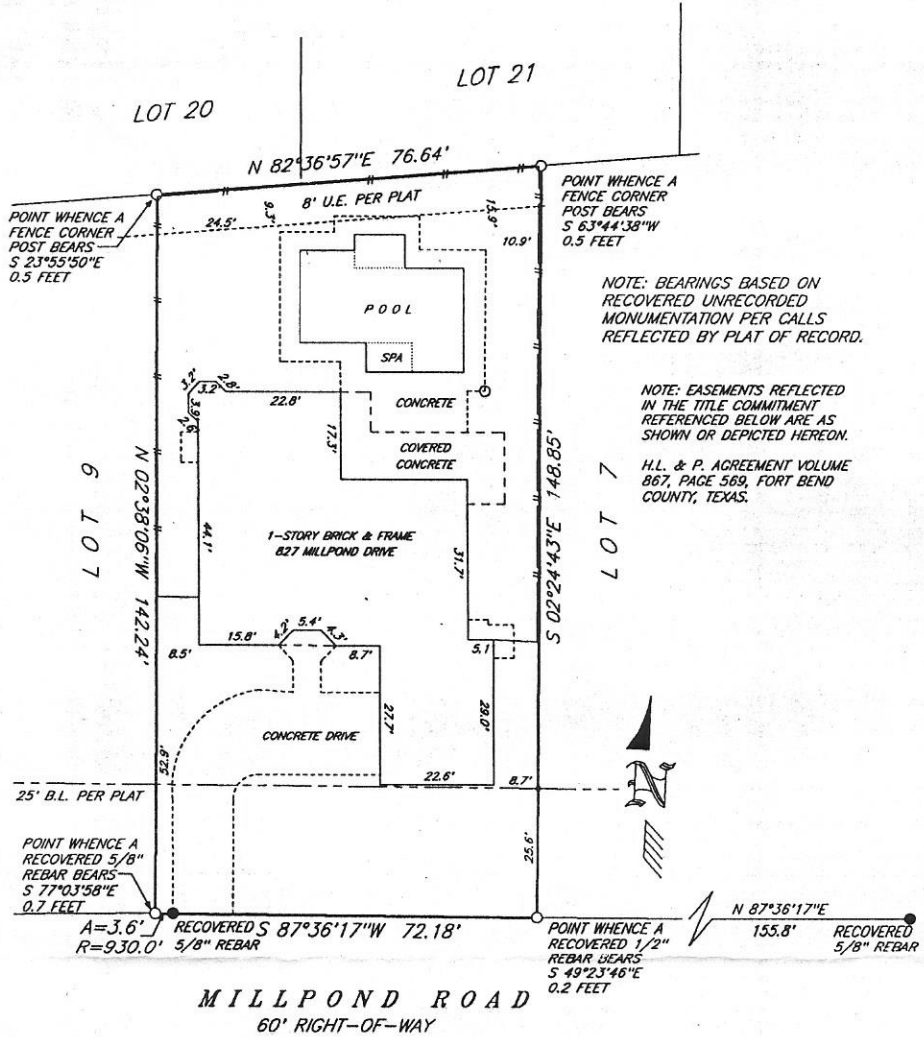 LOT 20
LOT 21
N 82°36'57"E 76.64'
8' U.E. PER PLAT
POINT WHENCE A
FENCE CORNER
POST BEARS
S 23°55'50"E
0.5 FEET
24.5'
9.3'
13.9'
10.9'
POINT WHENCE A
FENCE CORNER
POST BEARS
S 63°44'38"W
0.5 FEET
NOTE: BEARINGS BASED ON
RECOVERED UNRECORDED
MONUMENTATION PER CALLS
REFLECTED BY PLAT OF RECORD.
POOL
SPA
3.2'
3.2'
2.8'
3.9'
22.8'
CONCRETE
17.3'
COVERED
CONCRETE
NOTE: EASEMENTS REFLECTED
IN THE TITLE COMMITMENT
REFERENCED BELOW ARE AS
SHOWN OR DEPICTED HEREON.
H.L. & P. AGREEMENT VOLUME
867, PAGE 569, FORT BEND
COUNTY, TEXAS.
LOT 9
N 02°38'06"W 142.24'
44.1'
1-STORY BRICK & FRAME
827 MILLPOND DRIVE
31.7'
S 02°24'43"E 148.85'
LOT 7
8.5'
15.8'
4.2'
5.4'
4.3'
8.7'
5.1
27.7'
29.0'
CONCRETE DRIVE
52.9'
22.6'
8.7'
25' B.L. PER PLAT
25.6'
N
POINT WHENCE A
RECOVERED 5/8"
REBAR BEARS
S 77°03'58"E
0.7 FEET
A=3.6'
R=930.0'
RECOVERED
5/8" REBAR
S 87°36'17"W 72.18'
POINT WHENCE A
RECOVERED 1/2"
REBAR BEARS
S 49°23'46"E
0.2 FEET
N 87°36'17"E
155.8'
RECOVERED
5/8" REBAR
MILLPOND ROAD
60' RIGHT-OF-WAY